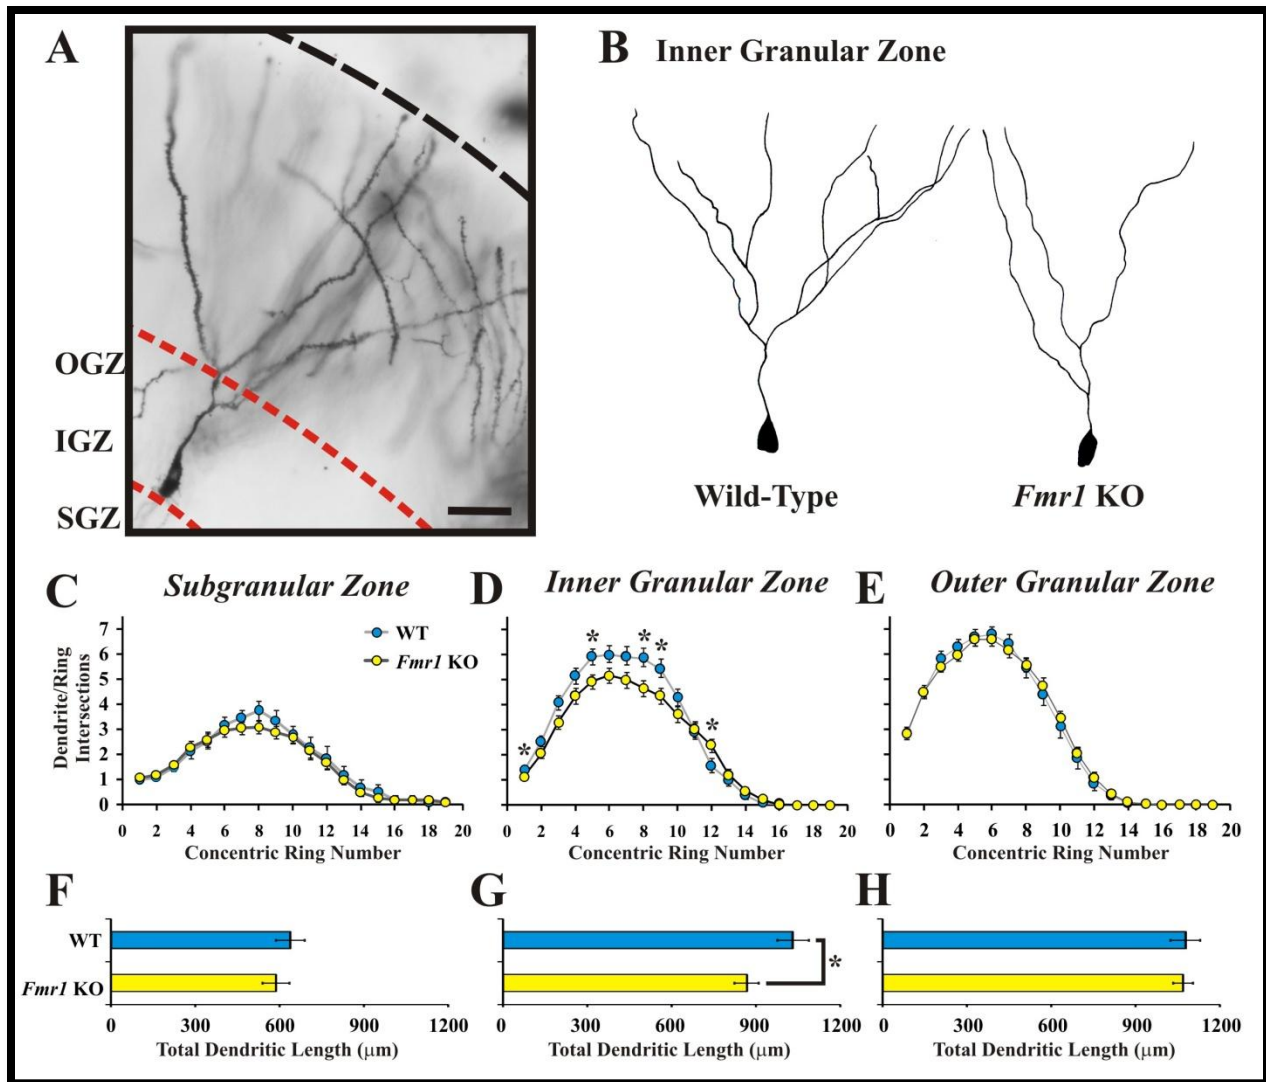 A
B Inner Granular Zone
OGZ
IGZ
SGZ
Wild-Type
Fmr1 KO
C Subgranular Zone
D Inner Granular Zone
E Outer Granular Zone
WT
Fmr1 KO
Dendrite/Ring
Intersections
7
6
5
4
3
2
1
0
* * * * *
0 2 4 6 8 10 12 14 16 18 20
Concentric Ring Number
0 2 4 6 8 10 12 14 16 18 20
Concentric Ring Number
0 2 4 6 8 10 12 14 16 18 20
Concentric Ring Number
F
G
H
WT
Fmr1 KO
*
0 300 600 900 1200
Total Dendritic Length (μm)
0 300 600 900 1200
Total Dendritic Length (μm)
0 300 600 900 1200
Total Dendritic Length (μm)